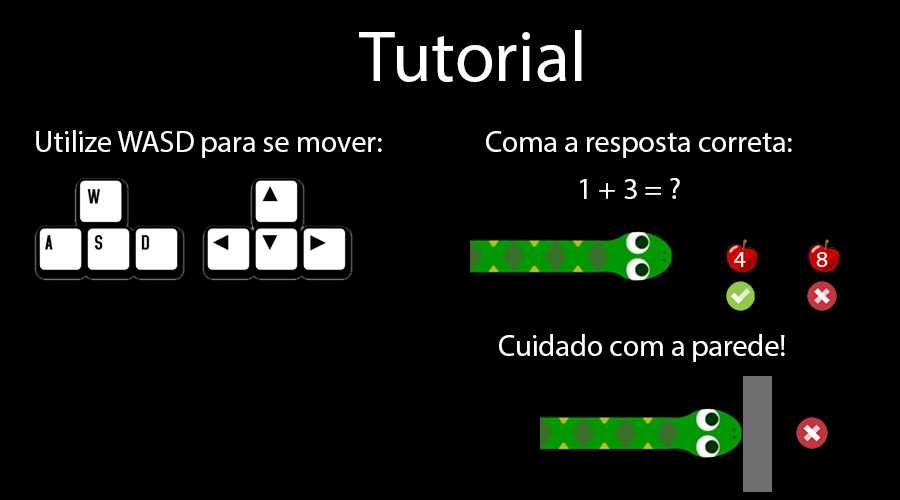 Tutorial
Utilize WASD para se mover:
W
A S D
Coma a resposta correta:
1 + 3 = ?
4 8
Cuidado com a parede!